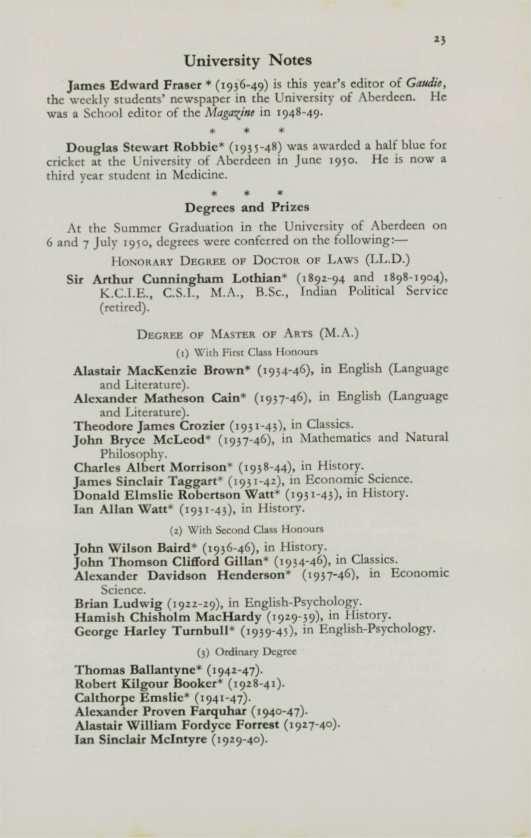 23
University Notes
James Edward Fraser * (1936-49) is this year's editor of Gaudie,
the weekly students' newspaper in the University of Aberdeen. He
was a School editor of the Magazine in 1948-49.
* * *
Douglas Stewart Robbie* (1935-48) was awarded a half blue for
cricket at the University of Aberdeen in June 1950. He is now a
third year student in Medicine.
* * *
Degrees and Prizes
At the Summer Graduation in the University of Aberdeen on
6 and 7 July 1950, degrees were conferred on the following:—
Honorary Degree of Doctor of Laws (LL.D.)
Sir Arthur Cunningham Lothian* (1892-94 and 1898-1904),
K.C.I.E., C.S.I., M.A., B.Sc., Indian Political Service
(retired).
Degree of Master of Arts (M.A.)
(1) With First Class Honours
Alastair MacKenzie Brown* (1934-46), in English (Language
and Literature).
Alexander Matheson Cain* (1937-46), in English (Language
and Literature).
Theodore James Crozier (1931-43), in Classics.
John Bryce McLeod* (1937-46), in Mathematics and Natural
Philosophy.
Charles Albert Morrison* (1938-44), in History.
James Sinclair Taggart* (1931-42), in Economic Science.
Donald Elmslie Robertson Watt* (1931-43), in History.
Ian Allan Watt* (1931-43), in History.
(2) With Second Class Honours
John Wilson Baird* (1936-46), in History.
John Thomson Clifford Gillan* (1934-46), in Classics.
Alexander Davidson Henderson* (1937-46), in Economic
Science.
Brian Ludwig (1922-29), in English-Psychology.
Hamish Chisholm MacHardy (1929-39), in History.
George Harley Turnbull* (1939-45), in English-Psychology.
(3) Ordinary Degree
Thomas Ballantyne* (1942-47).
Robert Kilgour Booker* (1928-41).
Calthorpe Emslie* (1941-47).
Alexander Proven Farquhar (1940-47).
Alastair William Fordyce Forrest (1927-40).
Ian Sinclair McIntyre (1929-40).